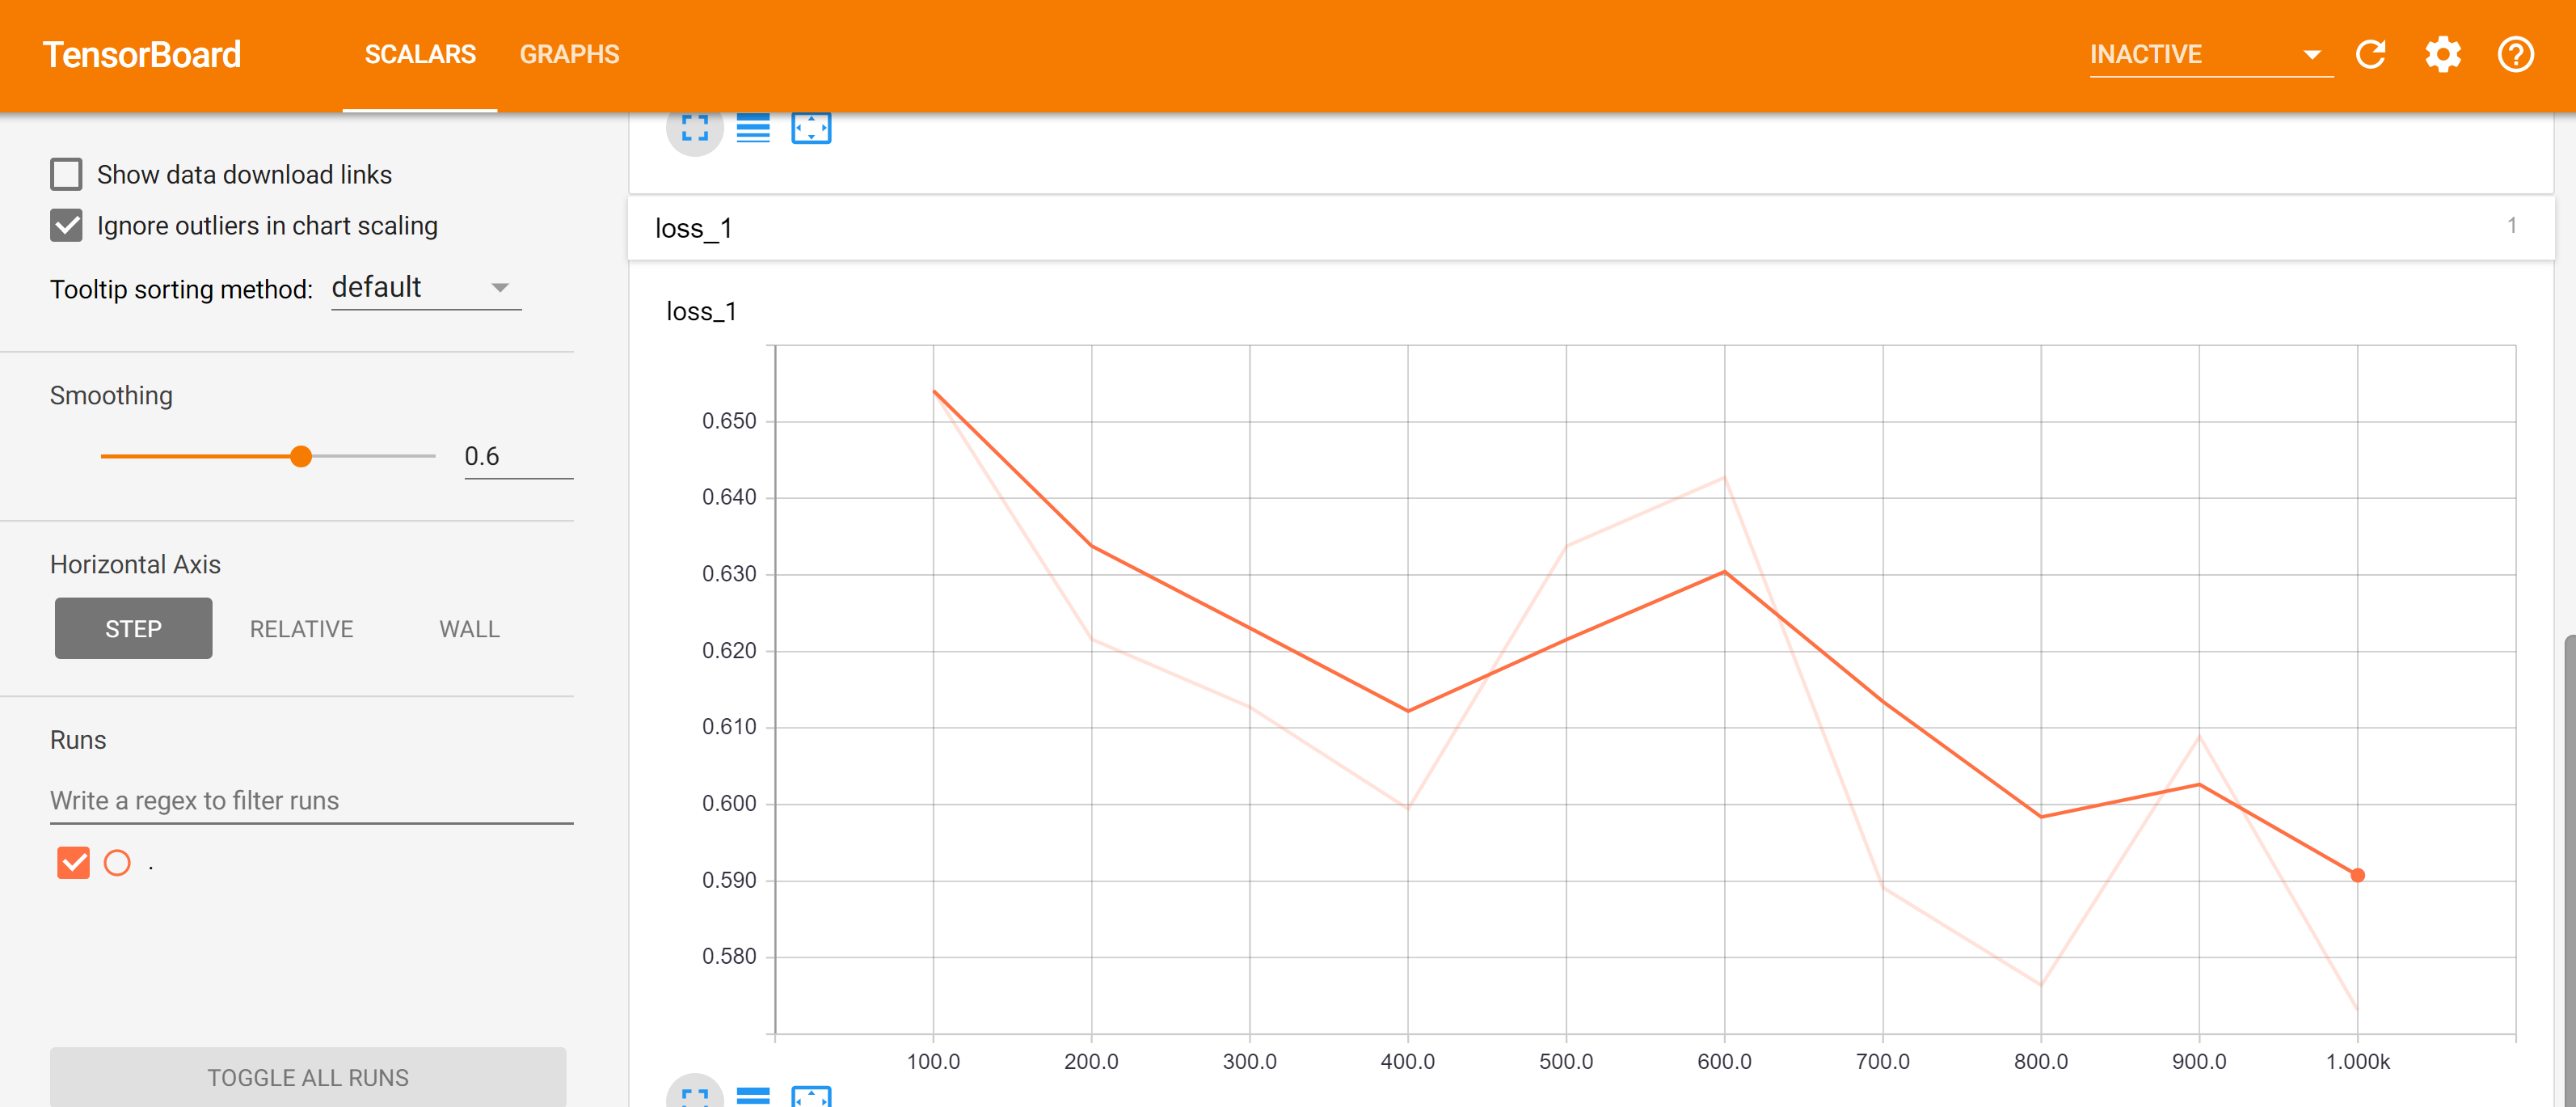 TensorBoard
SCALARS
GRAPHS
INACTIVE
Show data download links
Ignore outliers in chart scaling
Tooltip sorting method: default
Smoothing
0.6
Horizontal Axis
STEP
RELATIVE
WALL
Runs
Write a regex to filter runs
.
TOGGLE ALL RUNS
loss_1
1
loss_1
0.650
0.640
0.630
0.620
0.610
0.600
0.590
0.580
100.0 200.0 300.0 400.0 500.0 600.0 700.0 800.0 900.0 1.000k